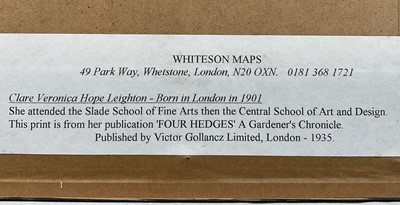 WHITESON MAPS
49 Park Way, Whetstone, London, N20 OXN. 0181 368 1721
Clare Veronica Hope Leighton - Born in London in 1901
She attended the Slade School of Fine Arts then the Central School of Art and Design.
This print is from her publication 'FOUR HEDGES' A Gardener's Chronicle.
Published by Victor Gollancz Limited, London - 1935.